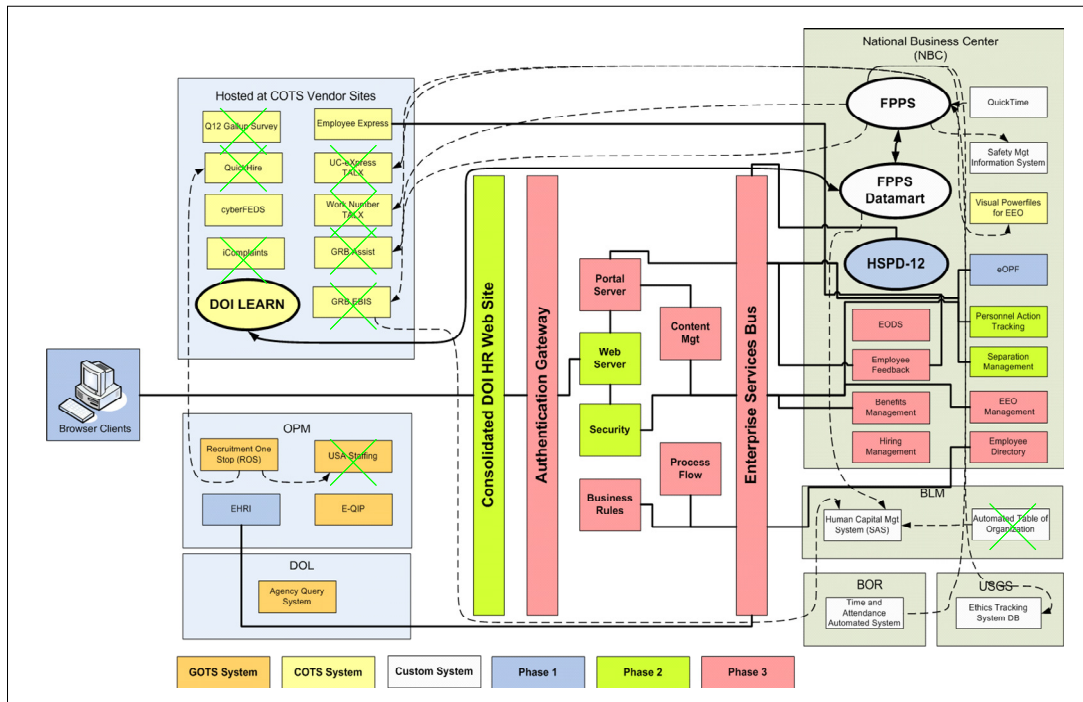 National Business Center
(NBC)
Hosted at COTS Vendor Sites
Q12 Gallup Survey
Employee Express
QuickHire
UC-eXpress
TALX
cyberFEDS
Work Number
TALX
iComplaints
GRB Assist
DOI LEARN
GRB EBIS
FPPS
QuickTime
Safety Mgt
Information System
FPPS
Datamart
Visual Powerfiles
for EEO
HSPD-12
eOPF
EODS
Personnel Action
Tracking
Employee
Feedback
Separation
Management
Benefits
Management
EEO
Management
Hiring
Management
Employee
Directory
Browser Clients
Consolidated DOI HR Web Site
Authentication Gateway
Portal
Server
Web
Server
Security
Content
Mgt
Process
Flow
Business
Rules
Enterprise Services Bus
OPM
Recruitment One
Stop (ROS)
USA Staffing
EHRI
E-QIP
DOL
Agency Query
System
BLM
Human Capital Mgt
System (SAS)
Automated Table of
Organization
BOR
Time and
Attendance
Automated System
USGS
Ethics Tracking
System DB
GOTS System
COTS System
Custom System
Phase 1
Phase 2
Phase 3